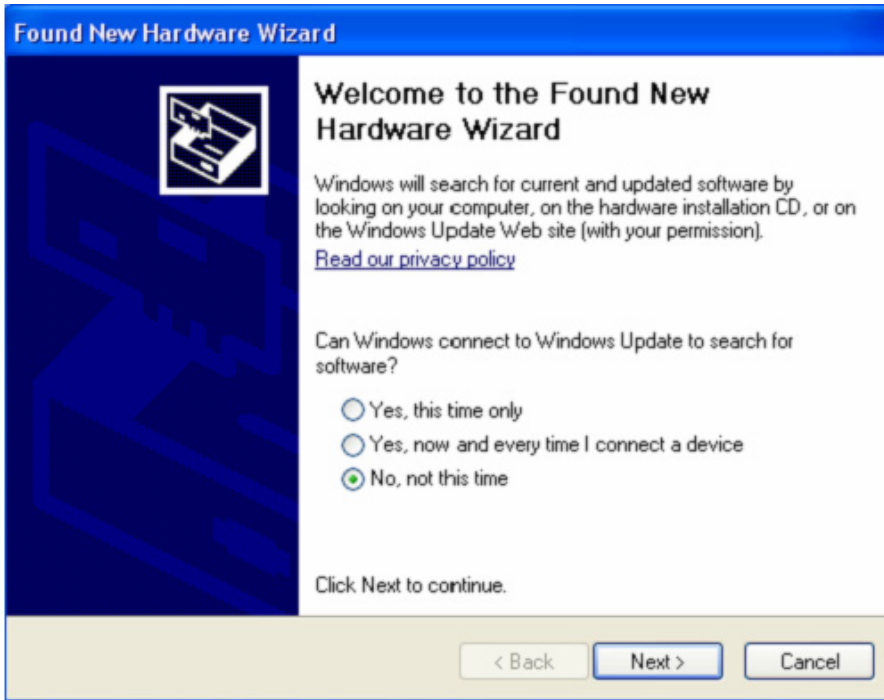 Found New Hardware Wizard
Welcome to the Found New
Hardware Wizard
Windows will search for current and updated software by
looking on your computer, on the hardware installation CD, or on
the Windows Update Web site (with your permission).
Read our privacy policy
Can Windows connect to Windows Update to search for
software?
Yes, this time only
Yes, now and every time I connect a device
No, not this time
Click Next to continue.
< Back Next > Cancel